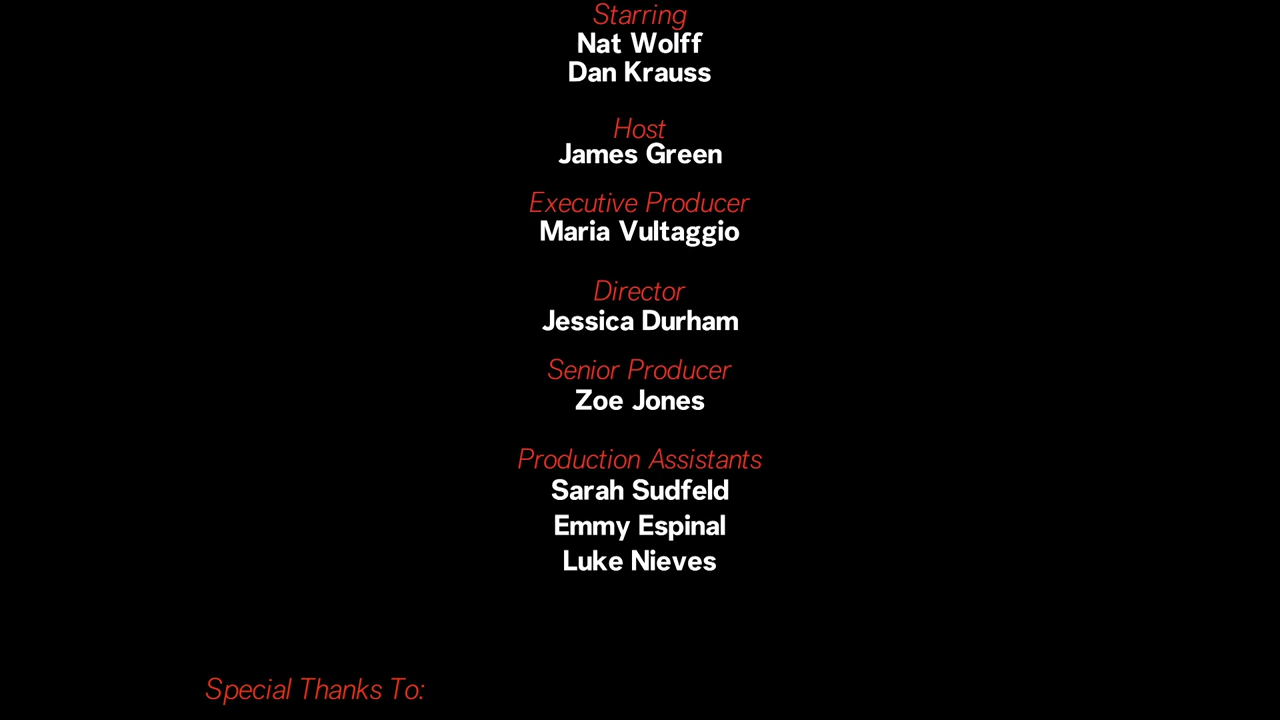 Starring
Nat Wolff
Dan Krauss
Host
James Green
Executive Producer
Maria Vultaggio
Director
Jessica Durham
Senior Producer
Zoe Jones
Production Assistants
Sarah Sudfeld
Emmy Espinal
Luke Nieves
Special Thanks To: